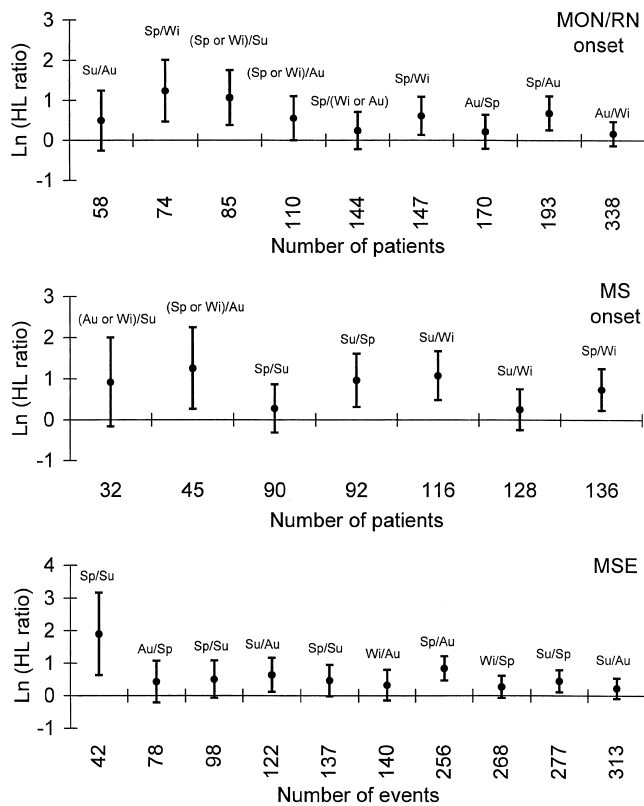 MON/RN
onset
Ln (HL ratio)
3
2
1
0
-1
Su/Au
Sp/Wi
(Sp or Wi)/Su
(Sp or Wi)/Au
Sp/(Wi or Au)
Sp/Wi
Au/Sp
Sp/Au
Au/Wi
58 74 85 110 144 147 170 193 338
Number of patients
MS
onset
Ln (HL ratio)
3
2
1
0
-1
(Au or Wi)/Su
(Sp or Wi)/Au
Sp/Su
Su/Sp
Su/Wi
Su/Wi
Sp/Wi
32 45 90 92 116 128 136
Number of patients
MSE
Ln (HL ratio)
4
3
2
1
0
-1
Sp/Su
Au/Sp
Sp/Su
Su/Au
Sp/Su
Wi/Au
Sp/Au
Wi/Sp
Su/Sp
Su/Au
42 78 98 122 137 140 256 268 277 313
Number of events